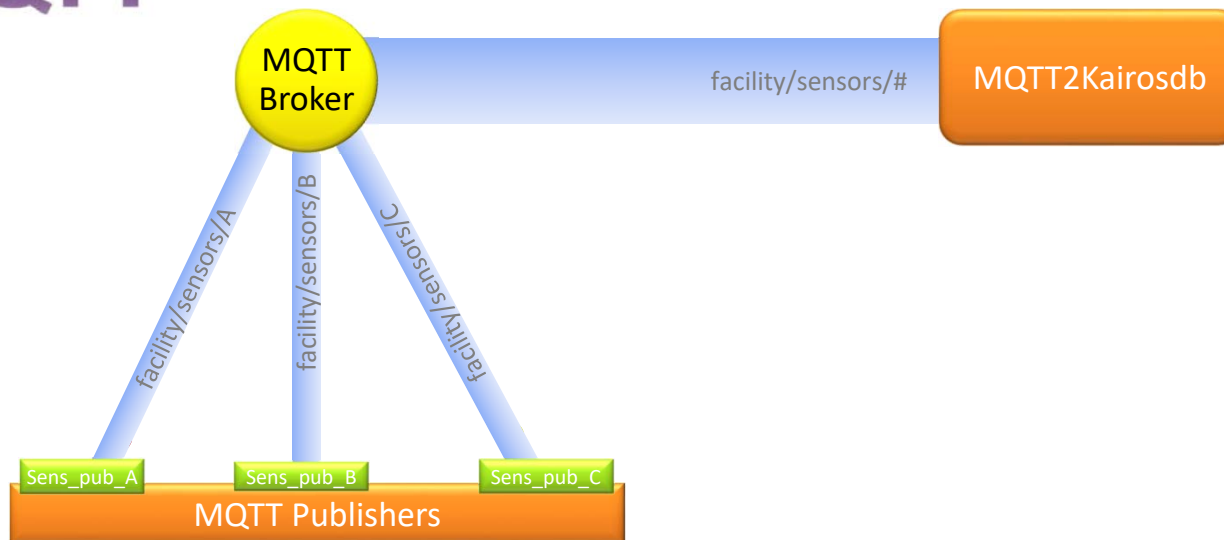 MQTT
Broker
facility/sensors/#
MQTT2Kairosdb
facility/sensors/A
facility/sensors/B
facility/sensors/C
Sens_pub_A
Sens_pub_B
Sens_pub_C
MQTT Publishers